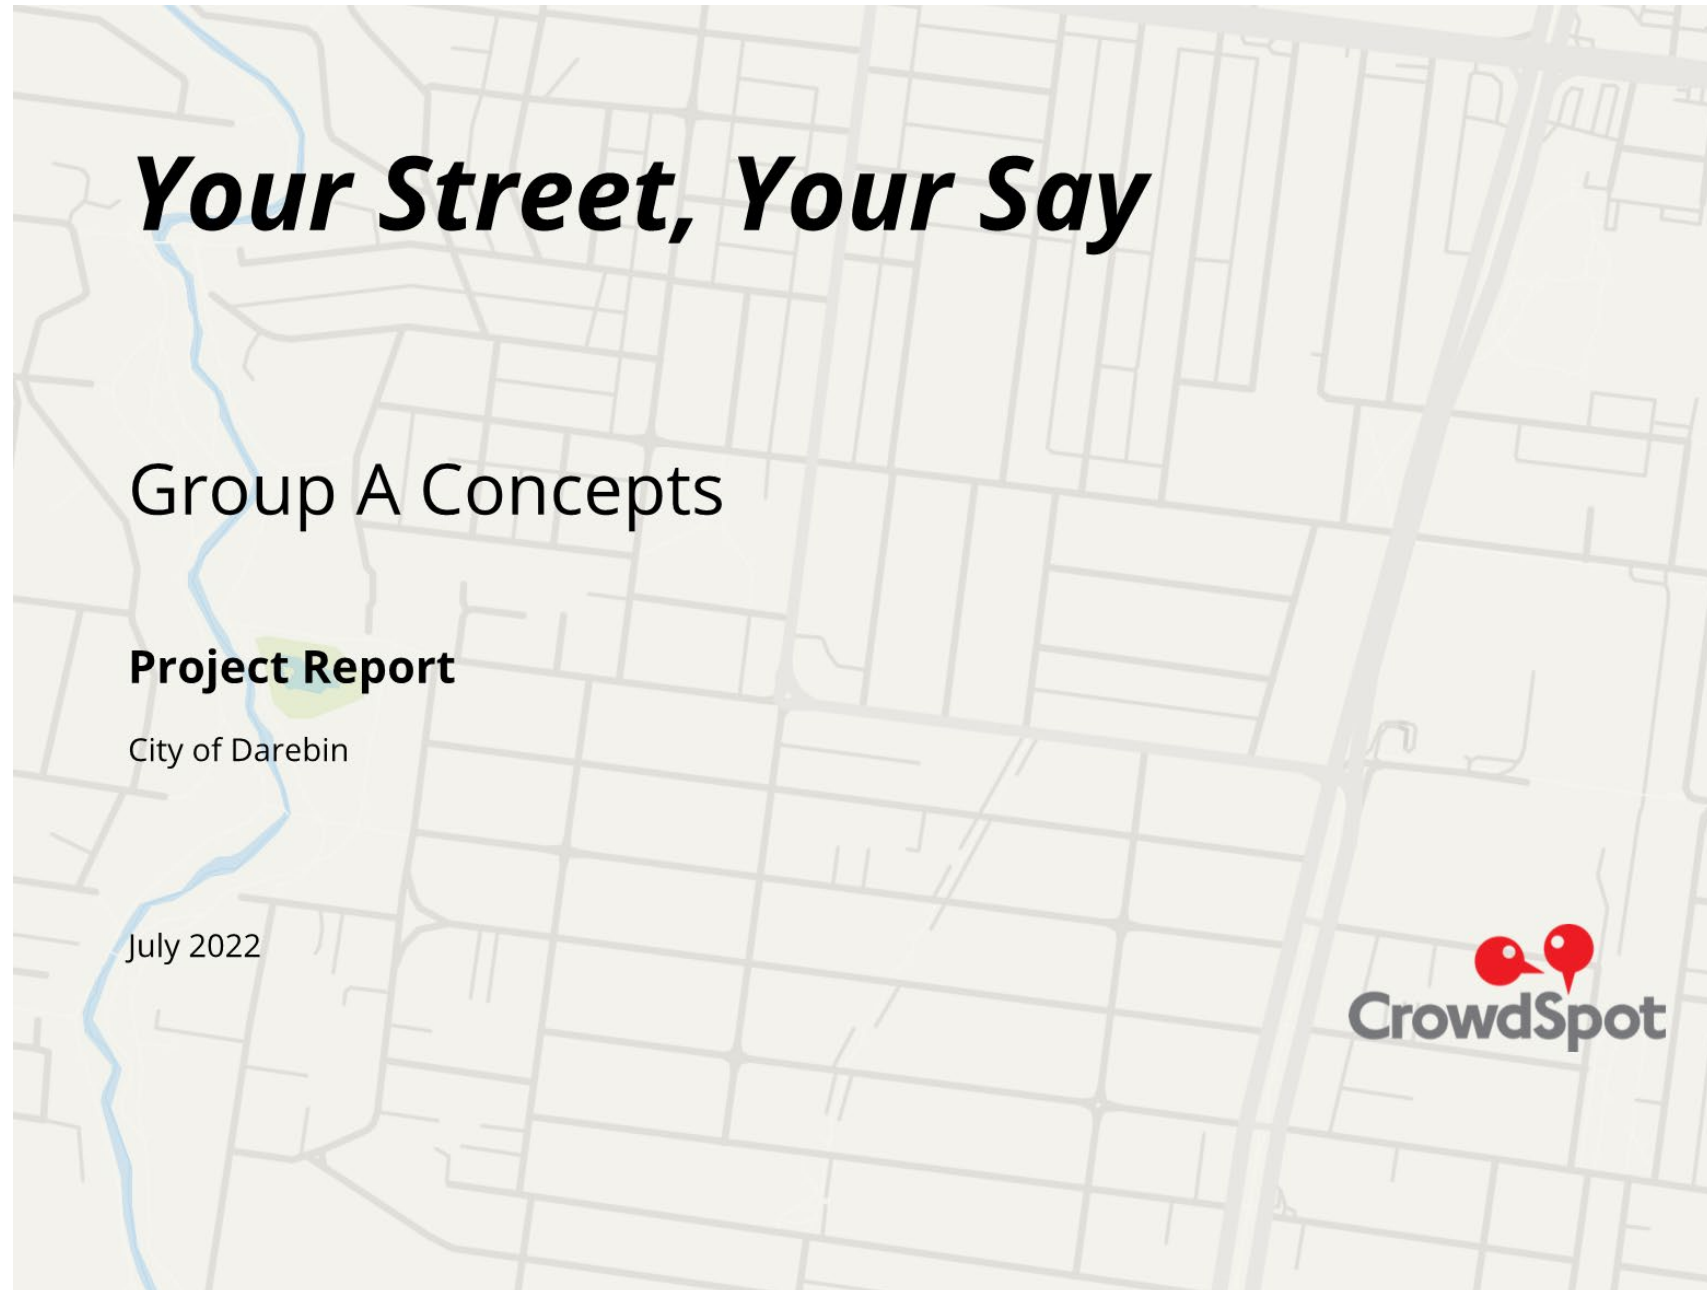 Your Street, Your Say
Group A Concepts
Project Report
City of Darebin
July 2022
CrowdSpot